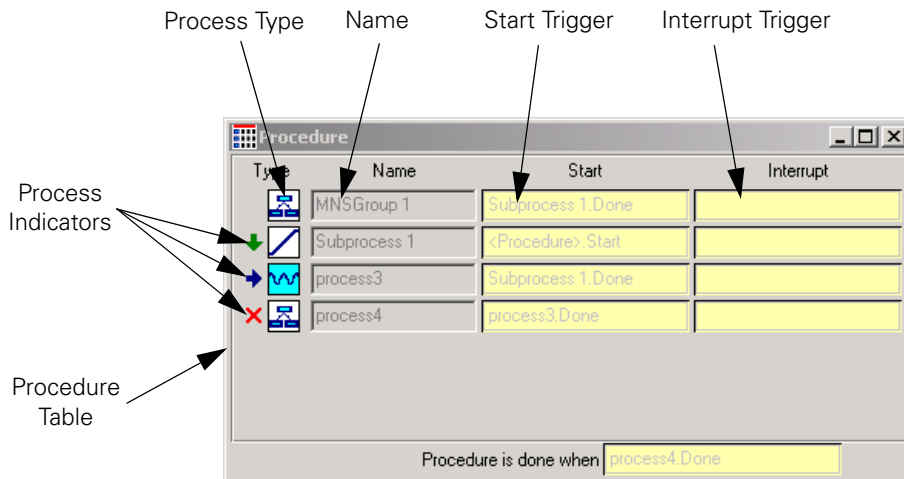 Process Type Name Start Trigger Interrupt Trigger
Procedure
Type Name Start Interrupt
MNSGroup 1 Subprocess 1.Done
Process
Indicators
Subprocess 1 <Procedure>.Start
process3 Subprocess 1.Done
process4 process3.Done
Procedure
Table
Procedure is done when process4.Done